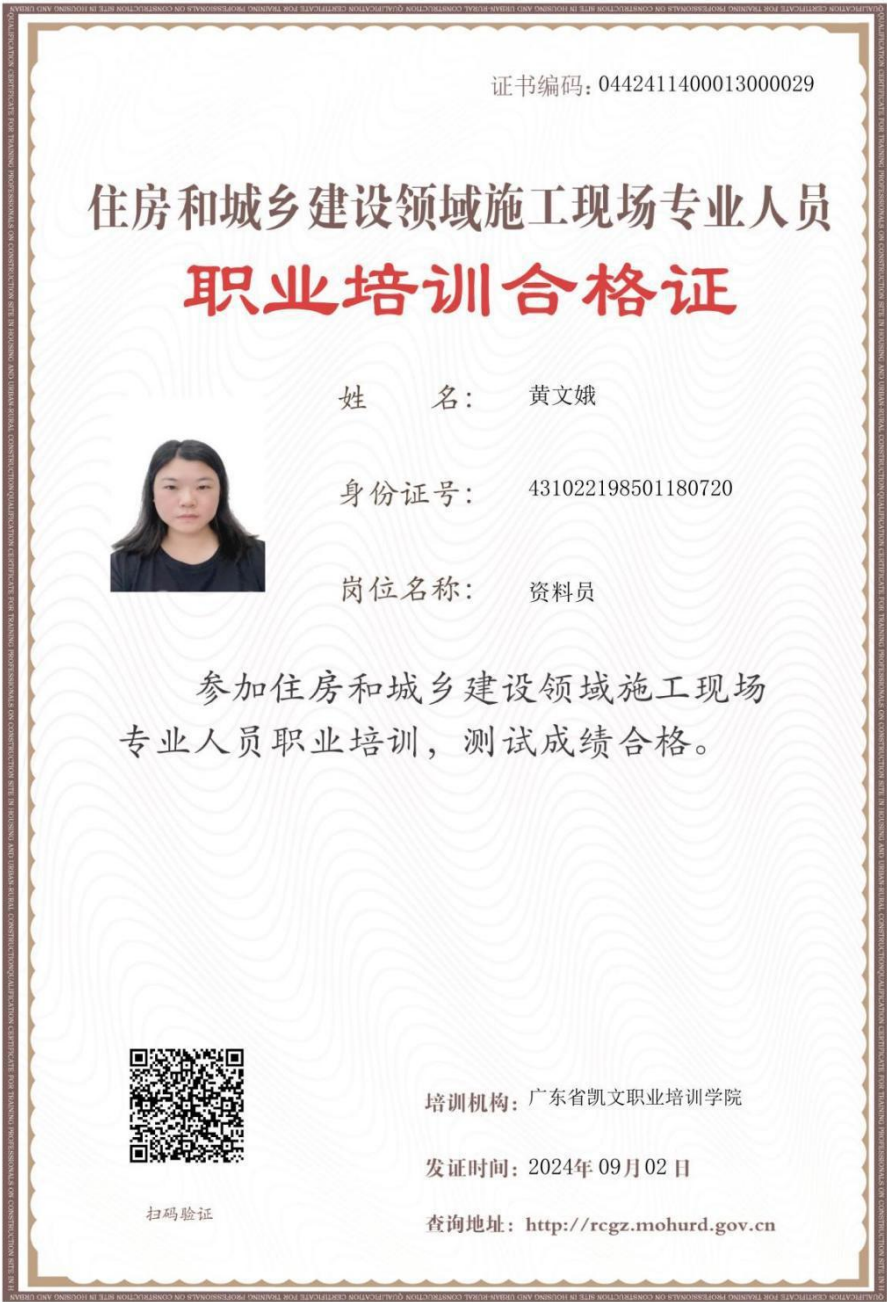 证书编码: 0442411400013000029
住房和城乡建设领域施工现场专业人员
职业培训合格证
姓 名: 黄文娥
身份证号: 431022198501180720
岗位名称: 资料员
参加住房和城乡建设领域施工现场
专业人员职业培训，测试成绩合格。
培训机构: 广东省凯文职业培训学院
发证时间: 2024年09月02日
扫码验证
查询地址: http://rcgz.mohurd.gov.cn